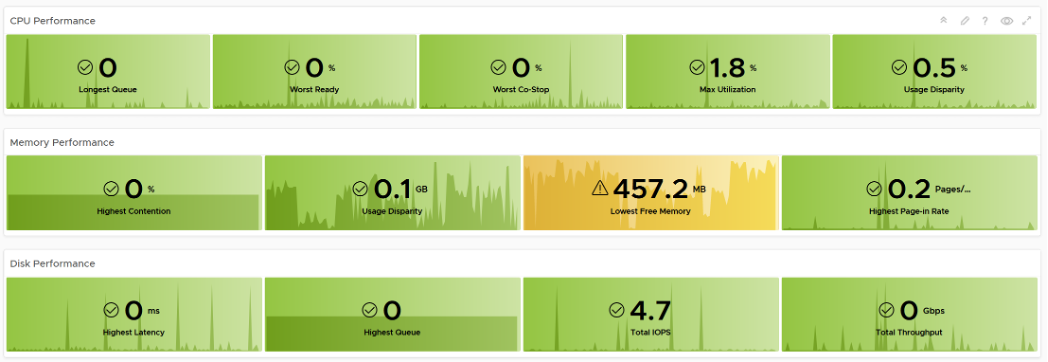 CPU Performance
?
0
Longest Queue
0 %
Worst Ready
0 %
Worst Co-Stop
1.8 %
Max Utilization
0.5 %
Usage Disparity
Memory Performance
0 %
Highest Contention
0.1 GB
Usage Disparity
457.2 MB
Lowest Free Memory
0.2 Pages/...
Highest Page-in Rate
Disk Performance
0 ms
Highest Latency
0
Highest Queue
4.7
Total IOPS
0 Gbps
Total Throughput